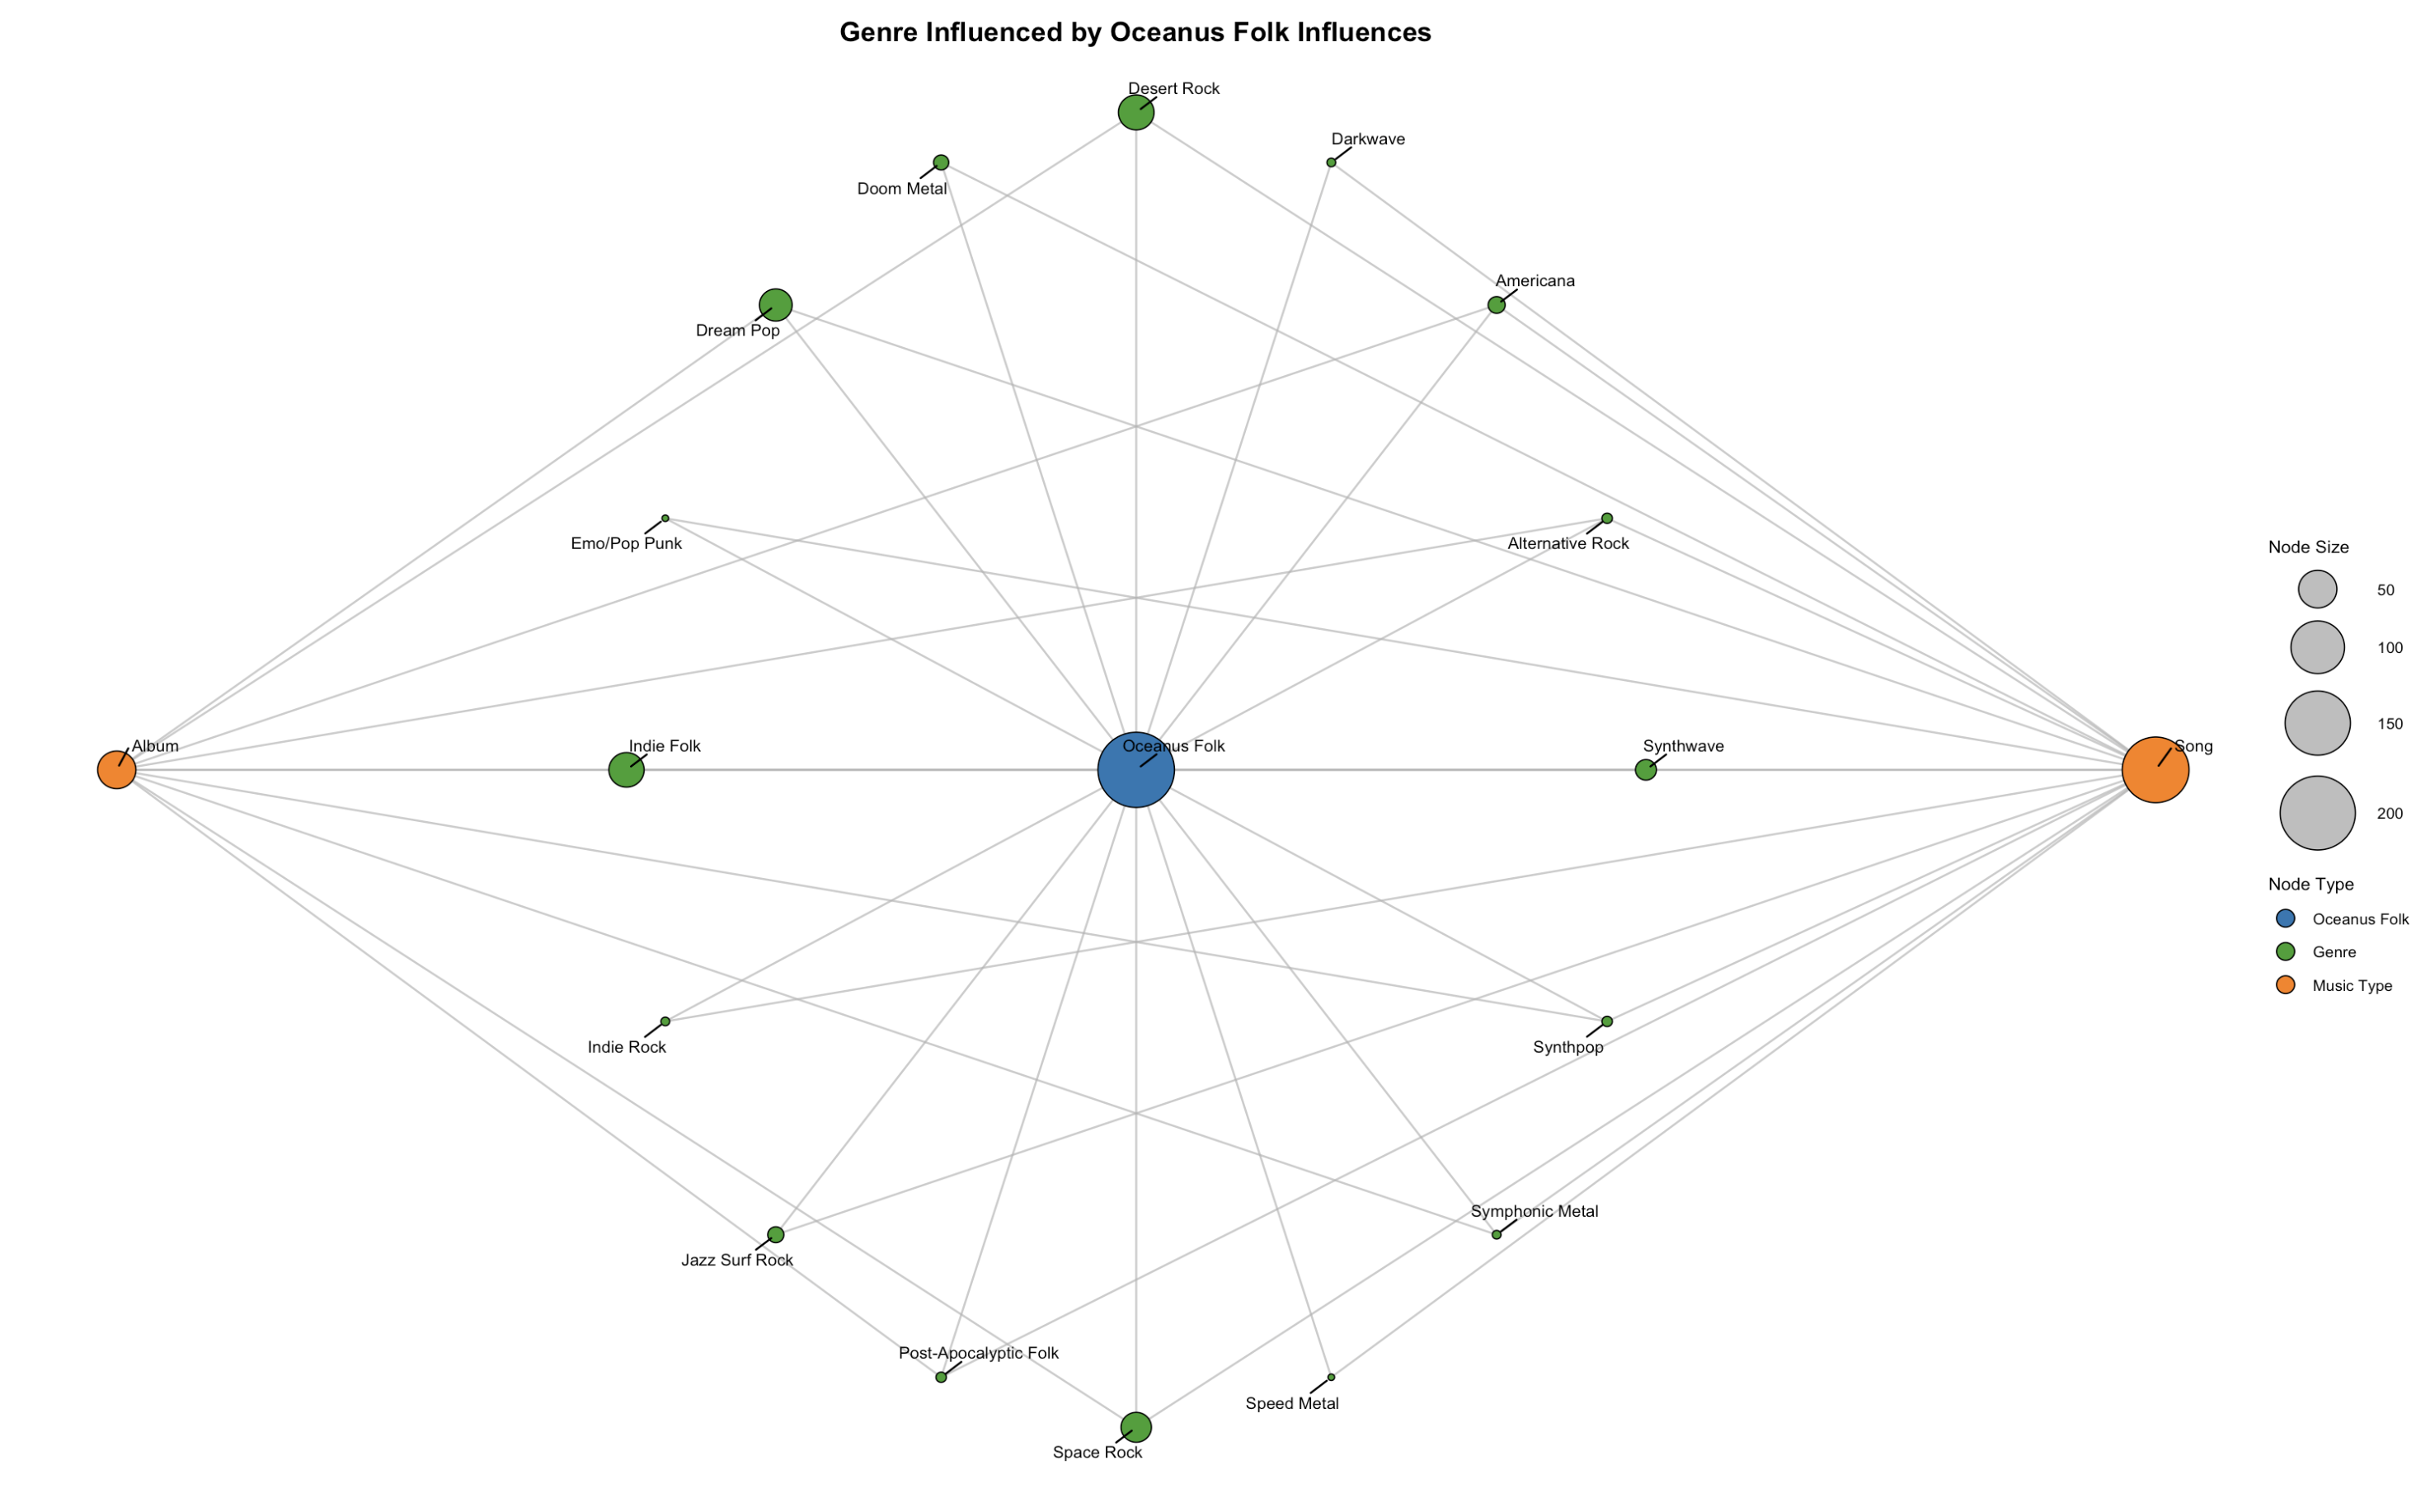 Genre Influenced by Oceanus Folk Influences
Desert Rock
Darkwave
Doom Metal
Americana
Dream Pop
Emo/Pop Punk
Alternative Rock
Album
Indie Folk
Oceanus Folk
Synthwave
Song
Indie Rock
Synthpop
Symphonic Metal
Jazz Surf Rock
Post-Apocalyptic Folk
Speed Metal
Space Rock
Node Size
50
100
150
200
Node Type
Oceanus Folk
Genre
Music Type